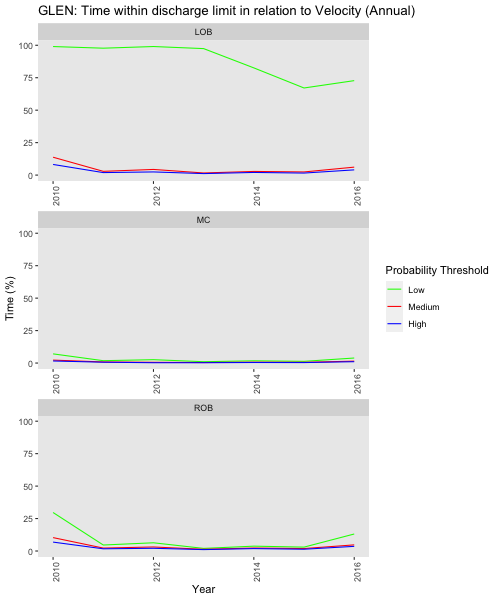 GLEN: Time within discharge limit in relation to Velocity (Annual)
LOB
100
75
50
25
0
2010
2012
2014
2016
MC
100
75
50
25
0
2010
2012
2014
2016
ROB
100
75
50
25
0
2010
2012
2014
2016
Time (%)
Year
Probability Threshold
Low
Medium
High